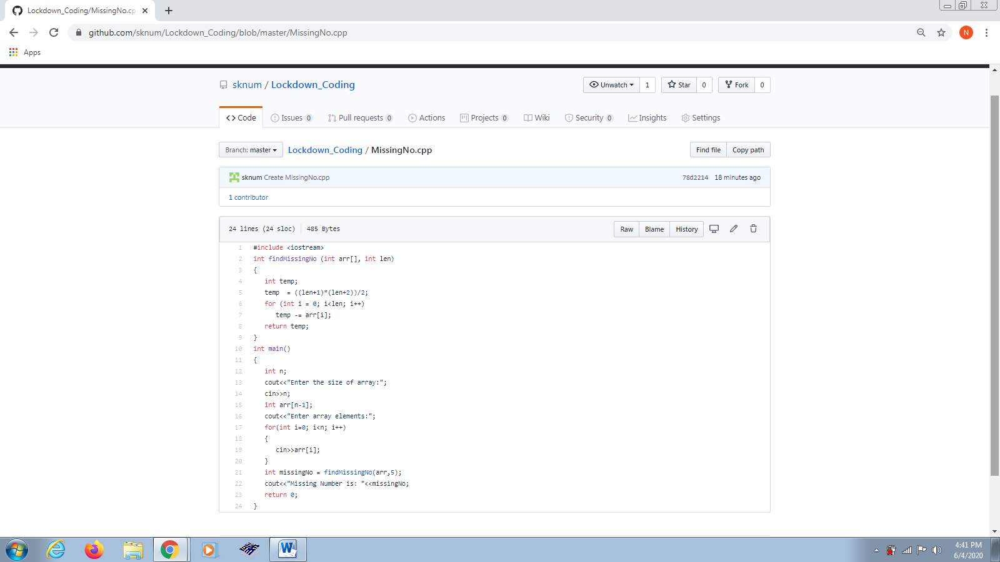 Lockdown_Coding/MissingNo.cp
github.com/sknum/Lockdown_Coding/blob/master/MissingNo.cpp
N
Apps
sknum / Lockdown_Coding
Unwatch 1 Star 0 Fork 0
Code Issues 0 Pull requests 0 Actions Projects 0 Wiki Security 0 Insights Settings
Branch: master Lockdown_Coding / MissingNo.cpp Find file Copy path
sknum Create MissingNo.cpp 78d2214 18 minutes ago
1 contributor
24 lines (24 sloc) 485 Bytes Raw Blame History
1 #include <iostream>
2 int findMissingNo (int arr[], int len)
3 {
4 int temp;
5 temp = ((len+1)*(len+2))/2;
6 for (int i = 0; i<len; i++)
7 temp -= arr[i];
8 return temp;
9 }
10 int main()
11 {
12 int n;
13 cout<<"Enter the size of array:";
14 cin>>n;
15 int arr[n-1];
16 cout<<"Enter array elements:";
17 for(int i=0; i<n; i++)
18 {
19 cin>>arr[i];
20 }
21 int missingNo = findMissingNo(arr,5);
22 cout<<"Missing Number is: "<<missingNo;
23 return 0;
24 }
W
4:41 PM
6/4/2020